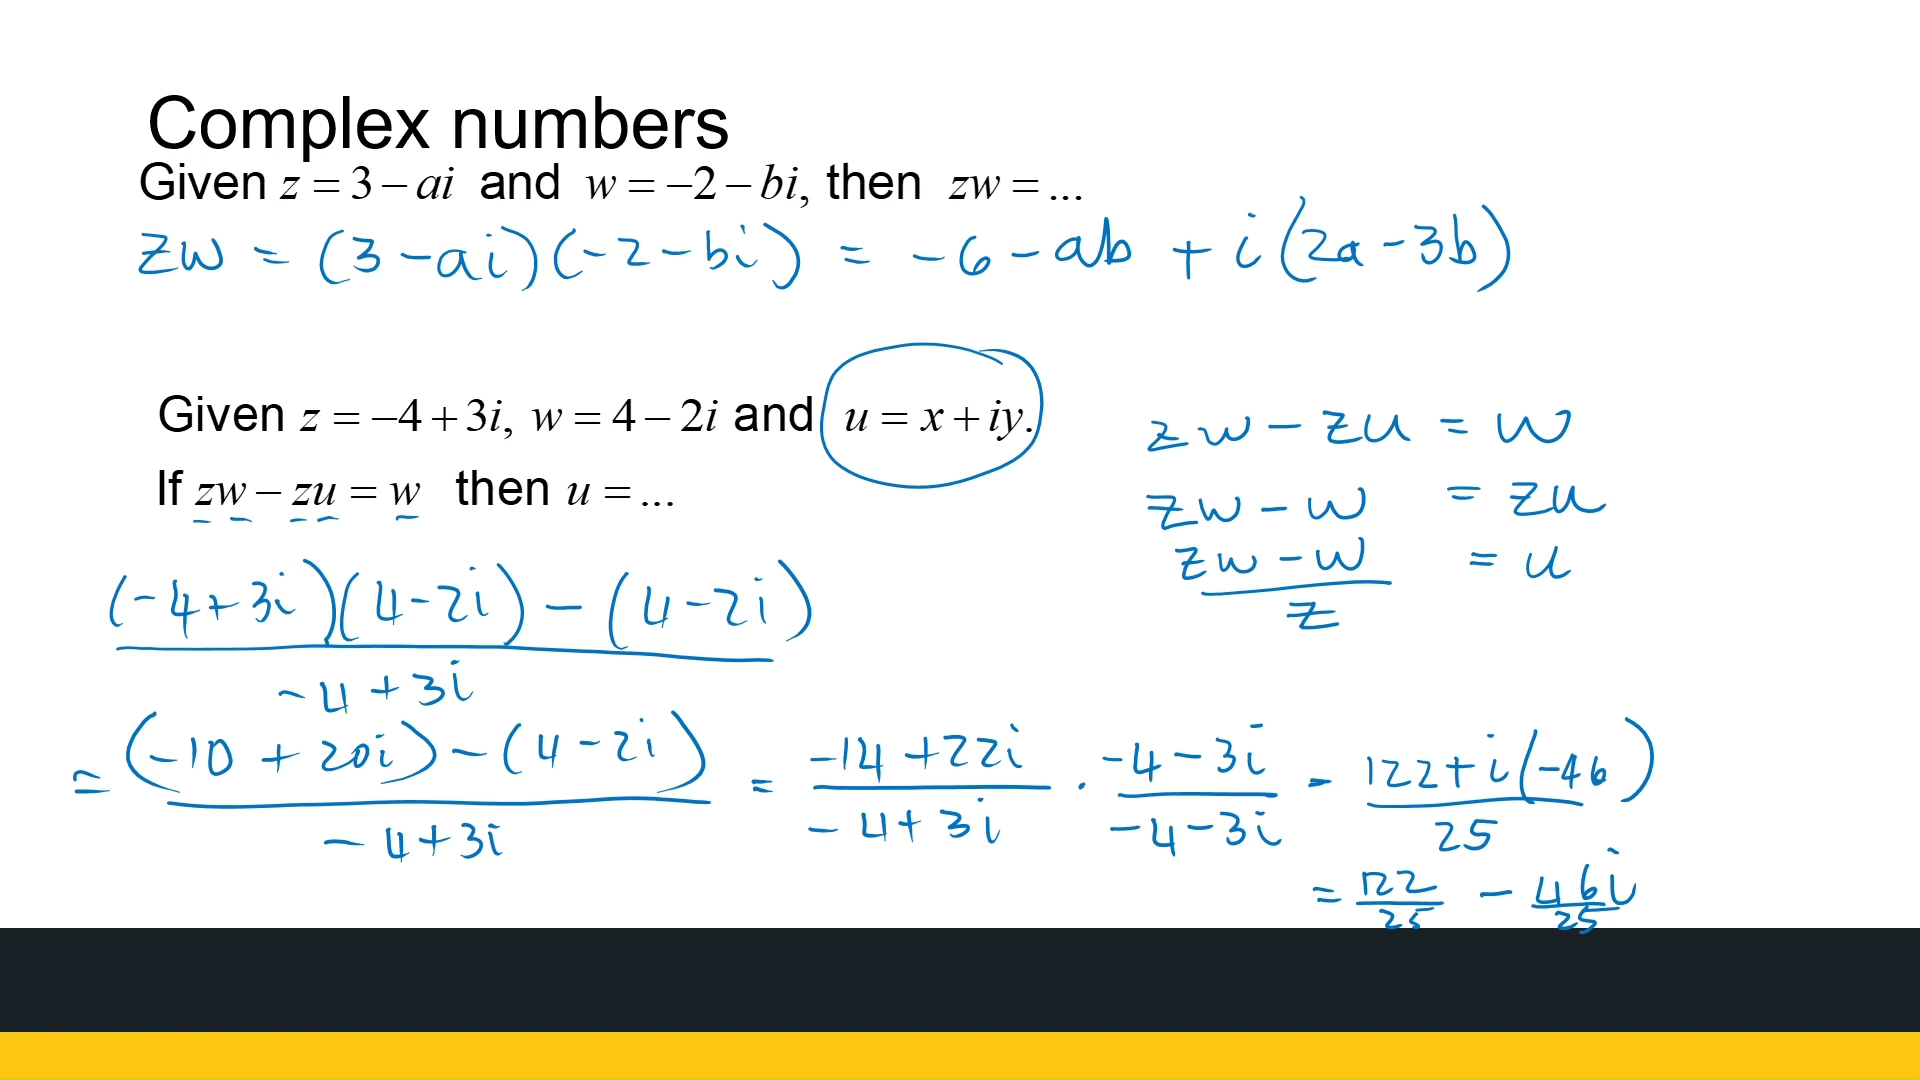 Complex numbers
Given z = 3 − ai and w = −2 − bi, then zw = ...
zw = (3 - ai)(-2 - bi) = -6 - ab + i(2a - 3b)
Given z = −4 + 3i, w = 4 − 2i and u = x + iy.
If zw − zu = w then u = ...
zw - zu = w
zw - w = zu
zw - w = u
z
(-4 + 3i)(4 - 2i) - (4 - 2i)
-4 + 3i
= (-10 + 20i) - (4 - 2i) = -14 + 22i · -4 - 3i - 122 + i(-46)
-4 + 3i -4 + 3i -4 - 3i 25
= 122 - 46i
25 25